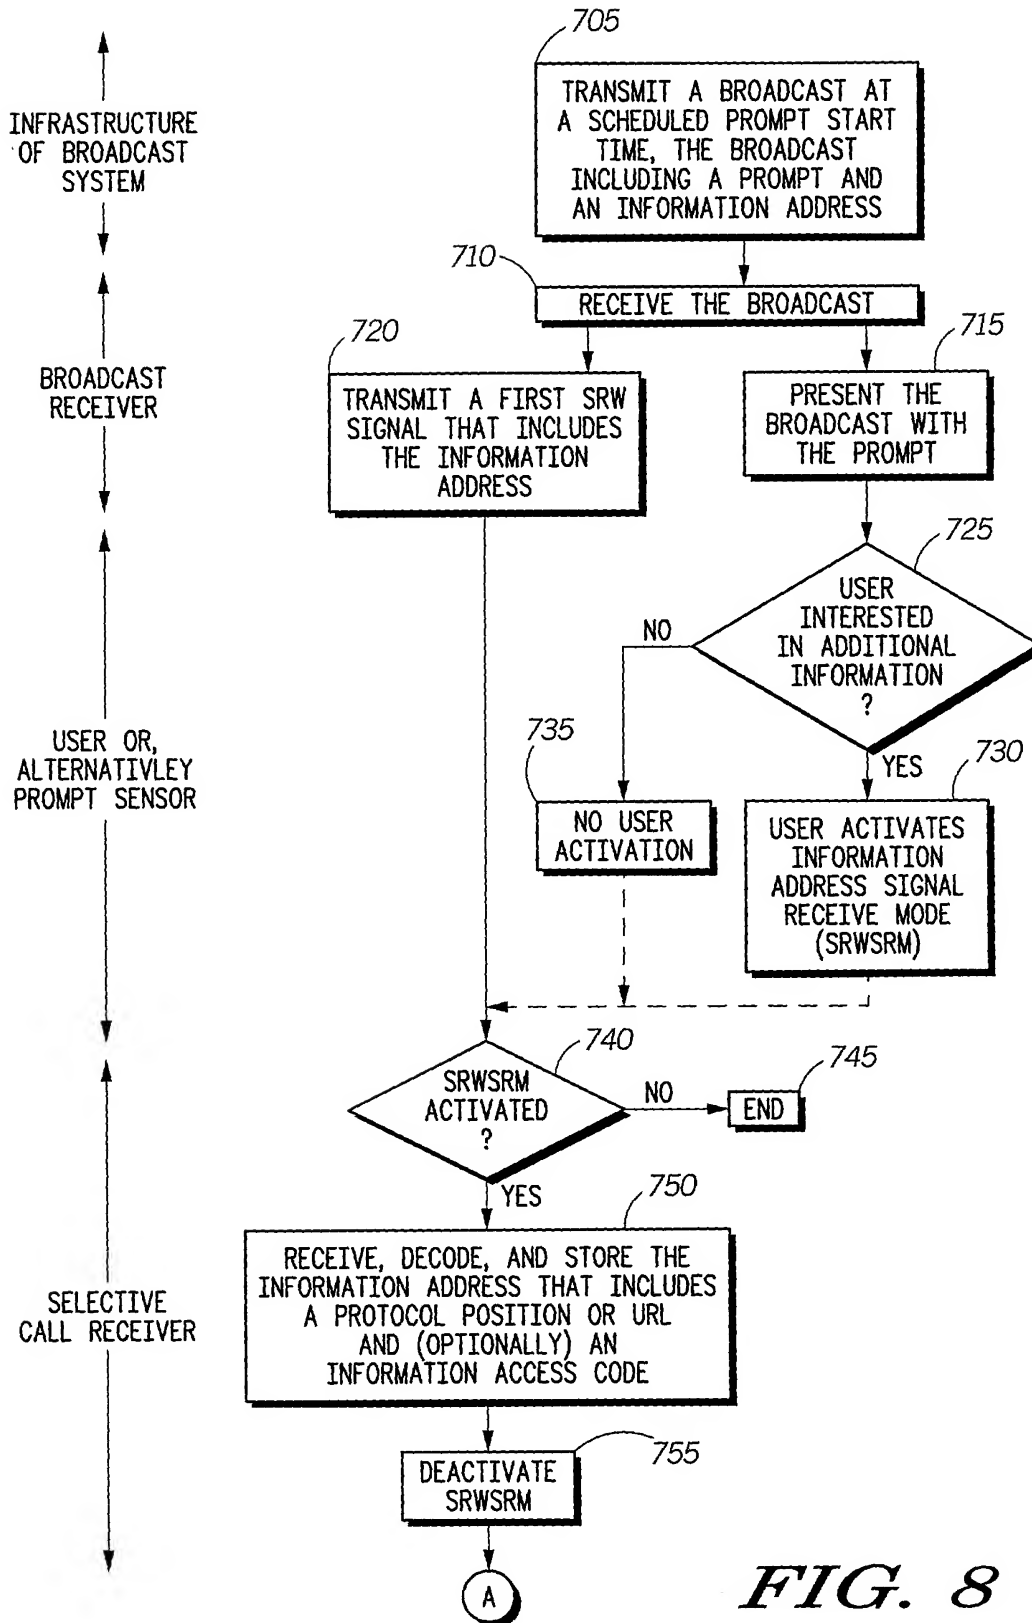 705
TRANSMIT A BROADCAST AT
A SCHEDULED PROMPT START
TIME, THE BROADCAST
INCLUDING A PROMPT AND
AN INFORMATION ADDRESS
INFRASTRUCTURE
OF BROADCAST
SYSTEM
710
RECEIVE THE BROADCAST
720
715
BROADCAST
RECEIVER
TRANSMIT A FIRST SRW
SIGNAL THAT INCLUDES
THE INFORMATION
ADDRESS
PRESENT THE
BROADCAST WITH
THE PROMPT
725
USER
INTERESTED
IN ADDITIONAL
INFORMATION
?
NO
YES
USER OR,
ALTERNATIVLEY
PROMPT SENSOR
735
NO USER
ACTIVATION
730
USER ACTIVATES
INFORMATION
ADDRESS SIGNAL
RECEIVE MODE
(SRWSRM)
740
SRWSRM
ACTIVATED
?
NO
745
END
YES
750
RECEIVE, DECODE, AND STORE THE
INFORMATION ADDRESS THAT INCLUDES
A PROTOCOL POSITION OR URL
AND (OPTIONALLY) AN
INFORMATION ACCESS CODE
SELECTIVE
CALL RECEIVER
755
DEACTIVATE
SRWSRM
A
FIG. 8